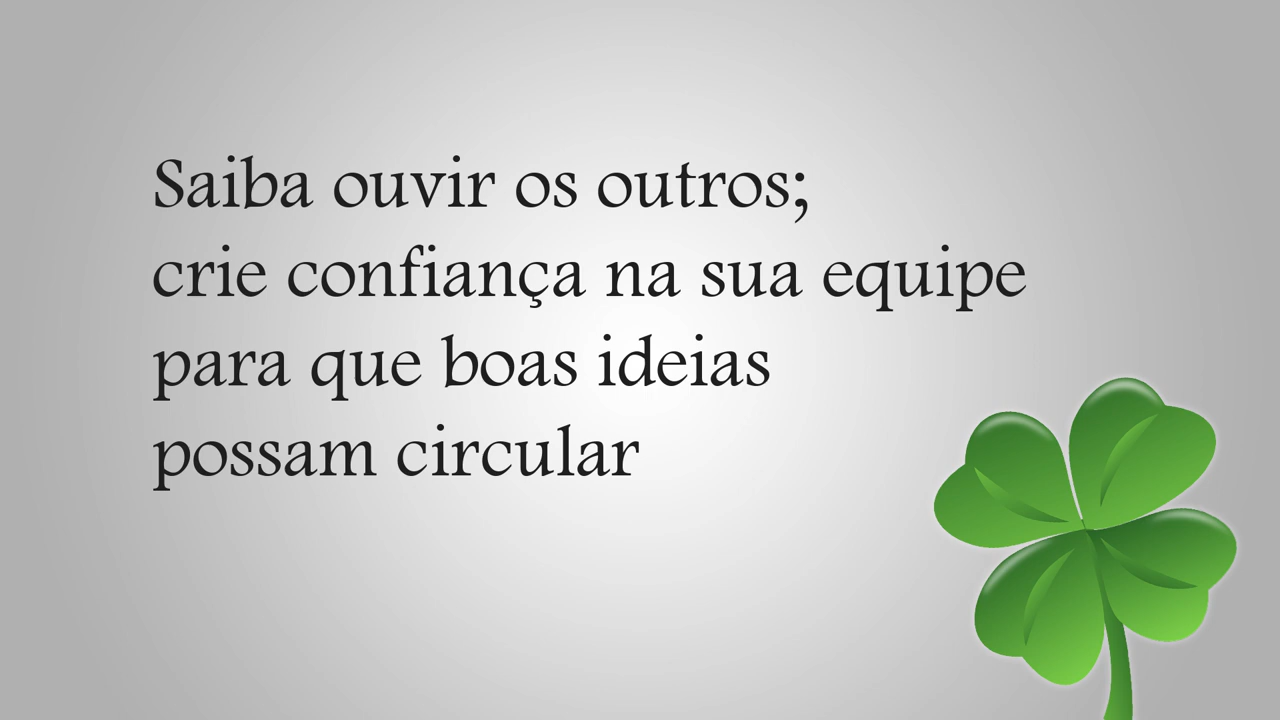 Saiba ouvir os outros;
crie confiança na sua equipe
para que boas ideias
possam circular